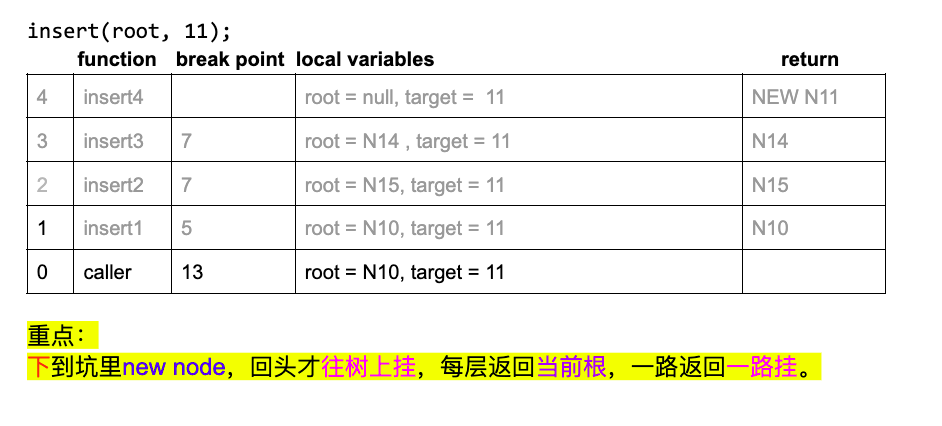 insert(root, 11);
function break point local variables return
4 insert4 root = null, target = 11 NEW N11
3 insert3 7 root = N14 , target = 11 N14
2 insert2 7 root = N15, target = 11 N15
1 insert1 5 root = N10, target = 11 N10
0 caller 13 root = N10, target = 11
重点：
下到坑里new node，回头才往树上挂，每层返回当前根，一路返回一路挂。